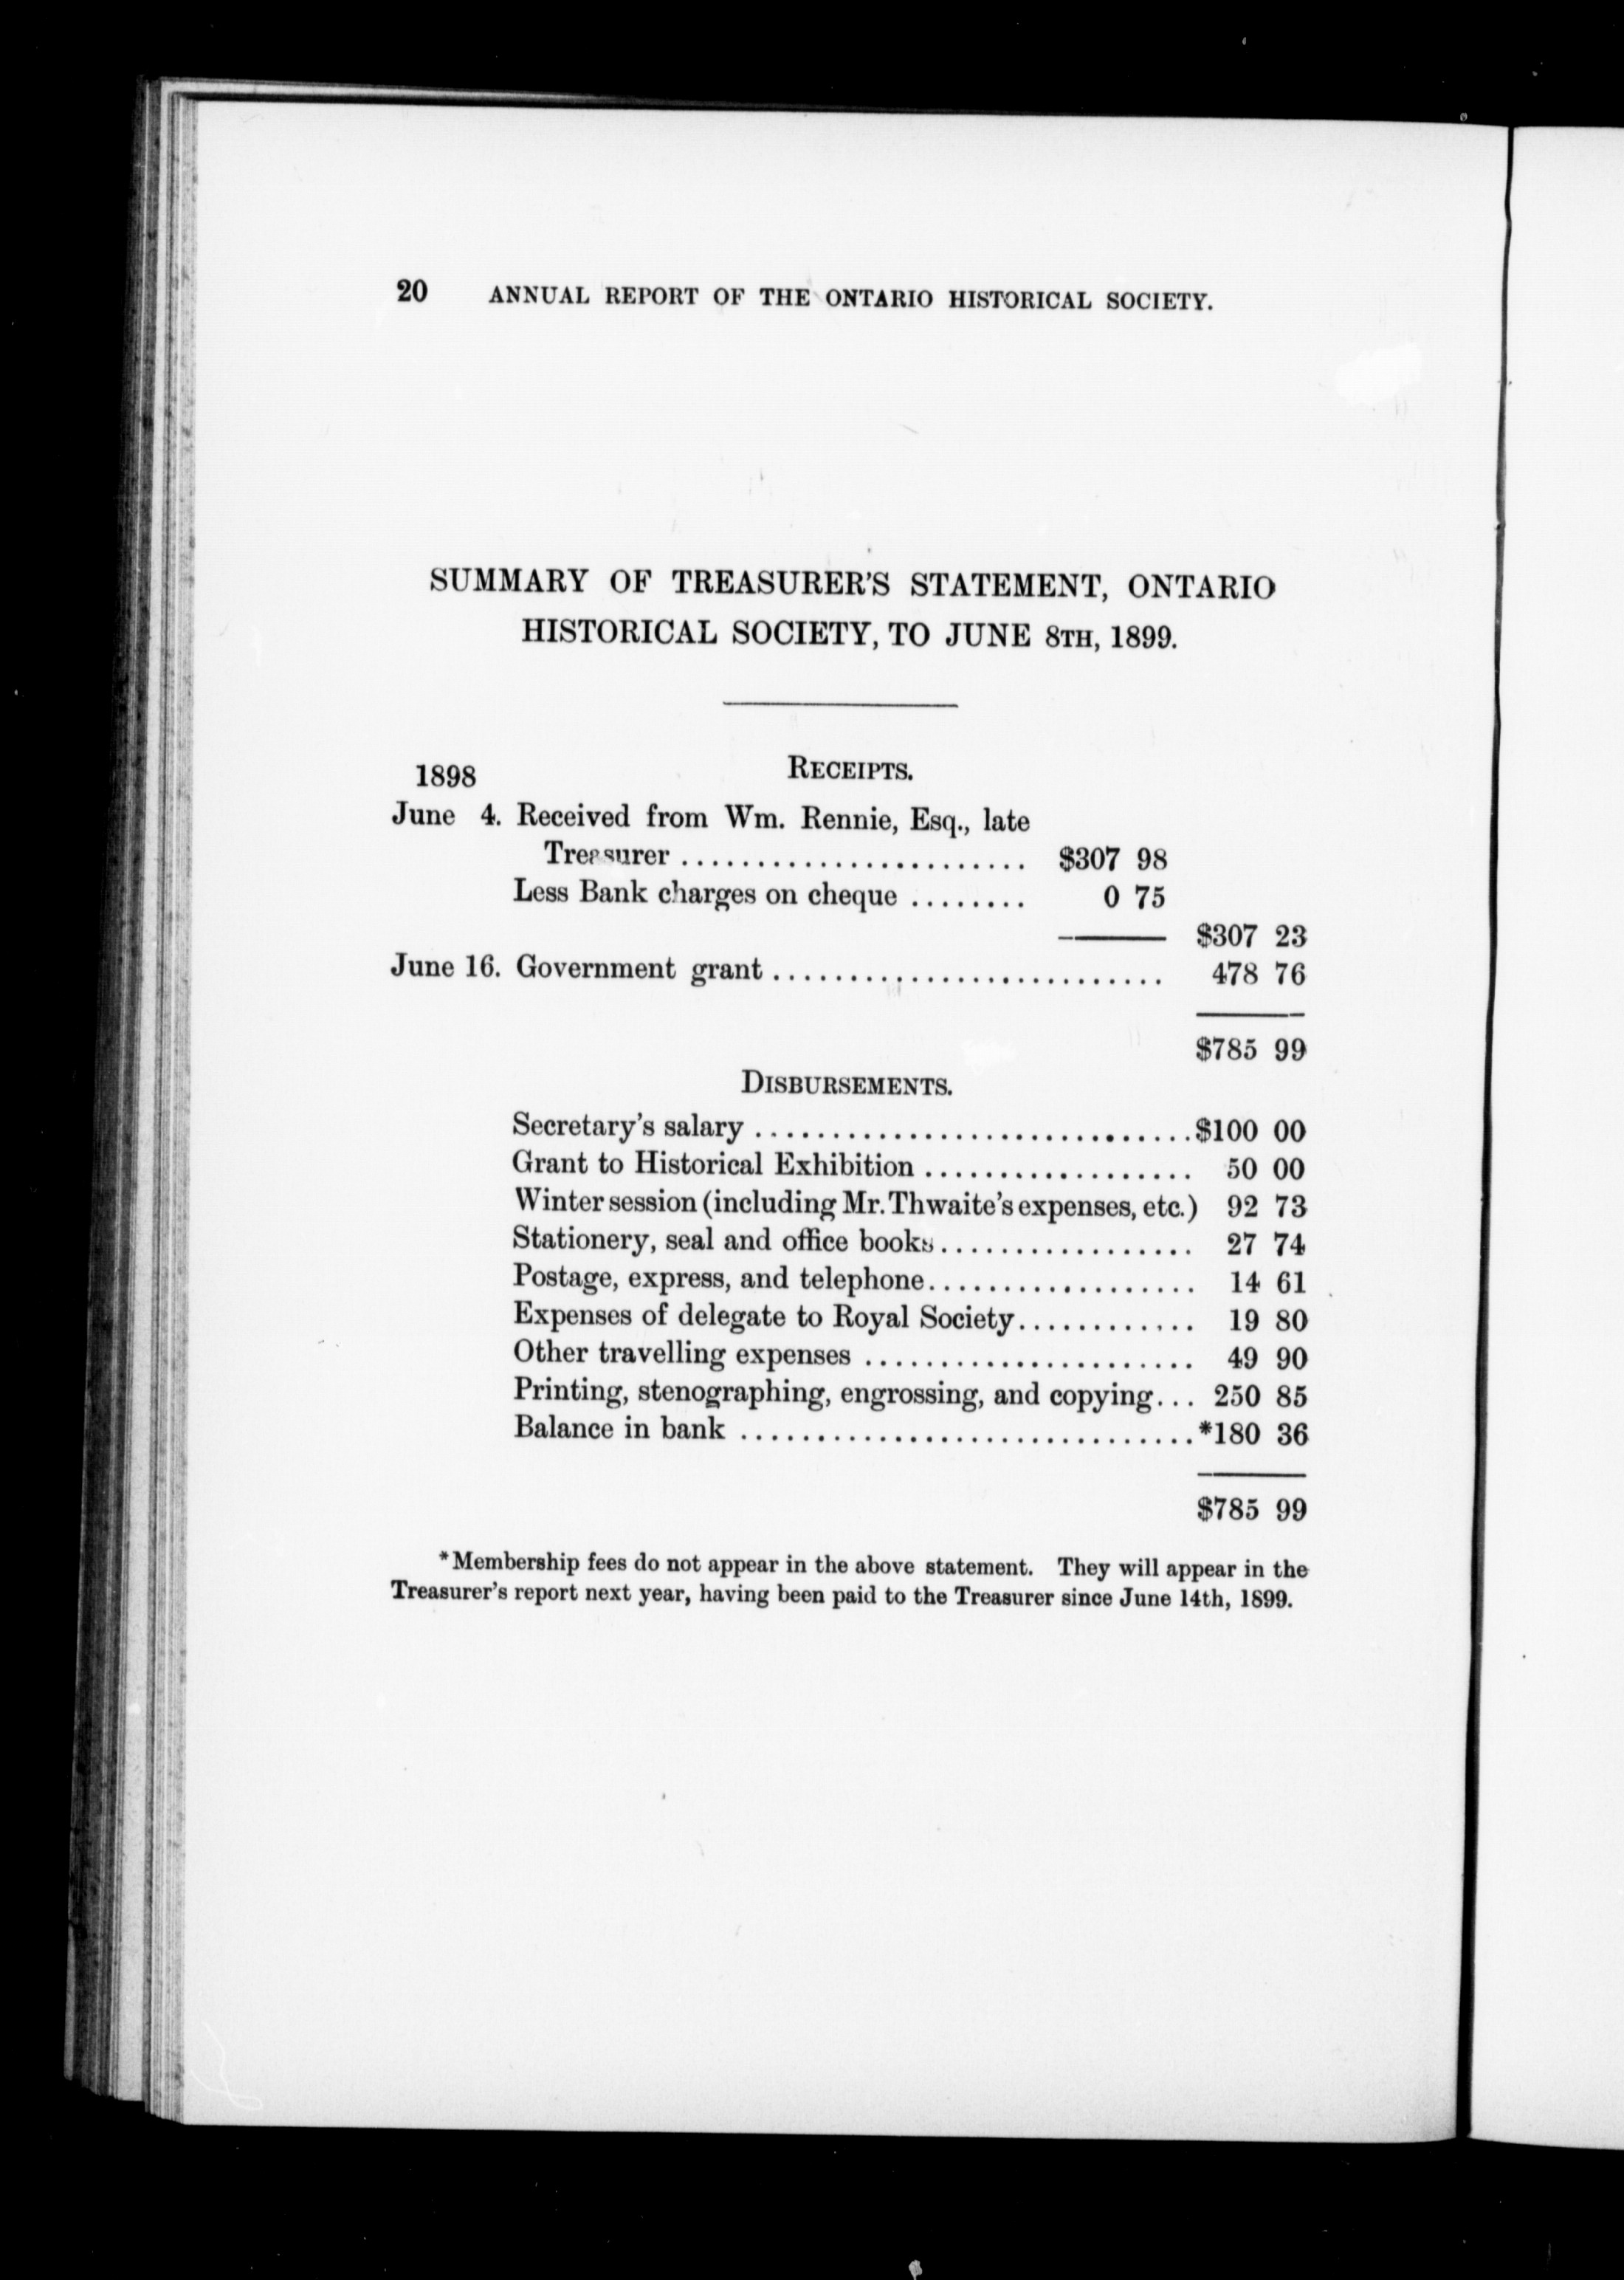 20 ANNUAL REPORT OF THE ONTARIO HISTORICAL SOCIETY.
SUMMARY OF TREASURER'S STATEMENT, ONTARIO
HISTORICAL SOCIETY, TO JUNE 8TH, 1899.
1898 RECEIPTS.
June 4. Received from Wm. Rennie, Esq., late
Treasurer ....................... $307 98
Less Bank charges on cheque ........ 0 75
$307 23
June 16. Government grant .......................... 478 76
$785 99
DISBURSEMENTS.
Secretary's salary .............................$100 00
Grant to Historical Exhibition .................. 50 00
Winter session (including Mr. Thwaite's expenses, etc.) 92 73
Stationery, seal and office books................. 27 74
Postage, express, and telephone.................. 14 61
Expenses of delegate to Royal Society............ 19 80
Other travelling expenses ...................... 49 90
Printing, stenographing, engrossing, and copying... 250 85
Balance in bank ..............................*180 36
$785 99
*Membership fees do not appear in the above statement. They will appear in the
Treasurer's report next year, having been paid to the Treasurer since June 14th, 1899.